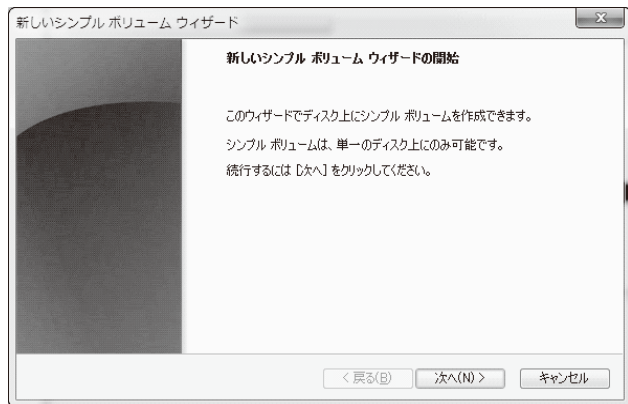 新しいシンプル ボリューム ウィザード
新しいシンプル ボリューム ウィザードの開始
このウィザードでディスク上にシンプル ボリュームを作成できます。
シンプル ボリュームは、単一のディスク上にのみ可能です。
続行するには [次へ] をクリックしてください。
< 戻る(B) 次へ(N) > キャンセル